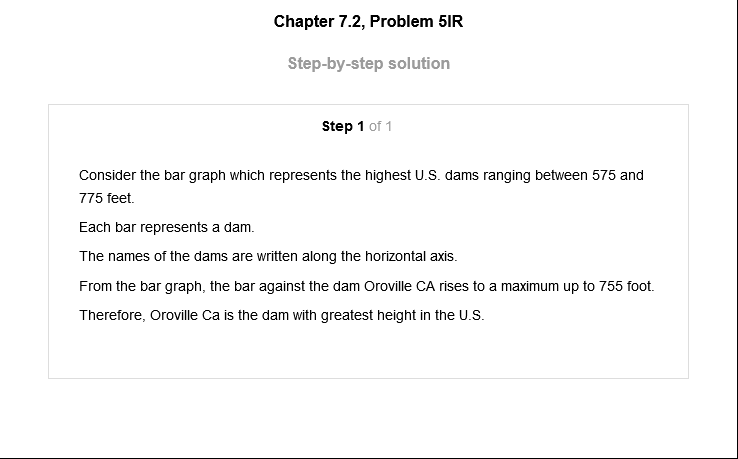 Chapter 7.2, Problem 5IR
Step-by-step solution
Step 1 of 1
Consider the bar graph which represents the highest U.S. dams ranging between 575 and
775 feet.
Each bar represents a dam.
The names of the dams are written along the horizontal axis.
From the bar graph, the bar against the dam Oroville CA rises to a maximum up to 755 foot.
Therefore, Oroville Ca is the dam with greatest height in the U.S.